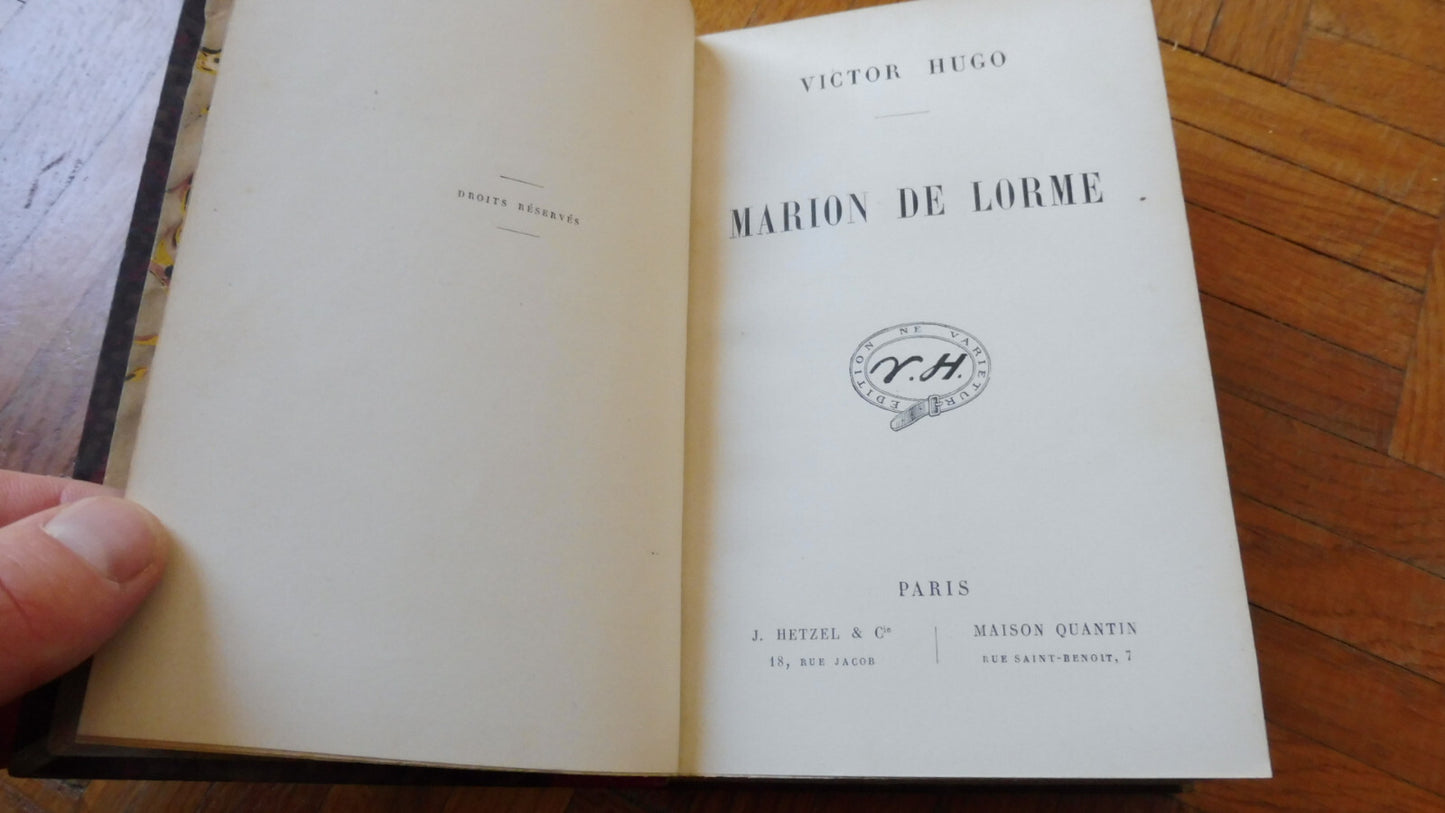 DROITS RÉSERVÉS
VICTOR HUGO
MARION DE LORME
EDITION NE VARIETUR
V.H.
PARIS
J. HETZEL & Cie
18, RUE JACOB
MAISON QUANTIN
RUE SAINT-BENOIT, 7